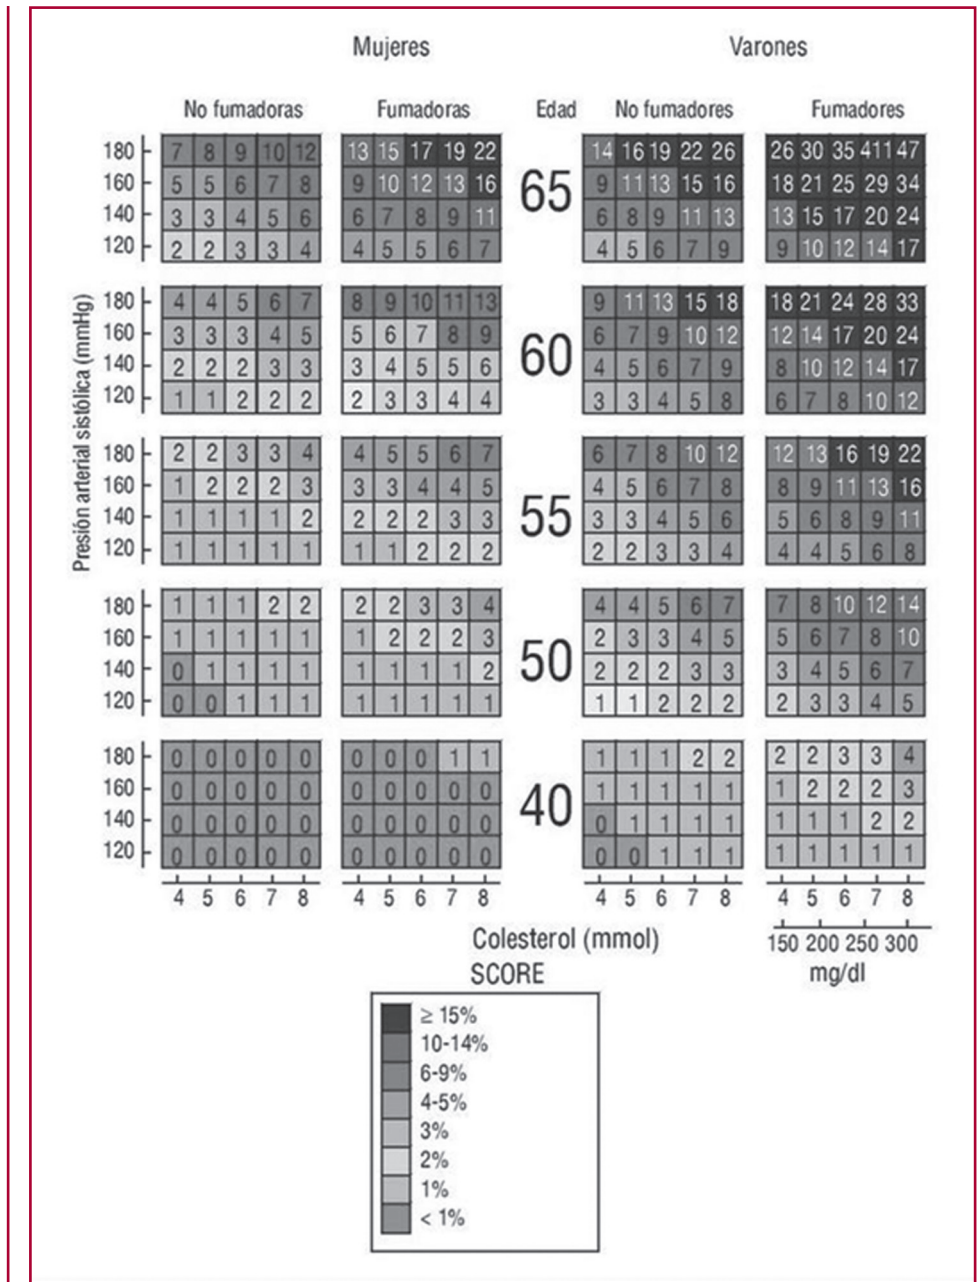 Mujeres Varones
No fumadoras Fumadoras Edad No fumadores Fumadores
Presión arterial sistólica (mmHg)
180 7 8 9 10 12 13 15 17 19 22 14 16 19 22 26 26 30 35 411 47
160 5 5 6 7 8 9 10 12 13 16 65 9 11 13 15 16 18 21 25 29 34
140 3 3 4 5 6 6 7 8 9 11 6 8 9 11 13 13 15 17 20 24
120 2 2 3 3 4 4 5 5 6 7 4 5 6 7 9 9 10 12 14 17
180 4 4 5 6 7 8 9 10 11 13 9 11 13 15 18 18 21 24 28 33
160 3 3 3 4 5 5 6 7 8 9 60 6 7 9 10 12 12 14 17 20 24
140 2 2 2 3 3 3 4 5 5 6 4 5 6 7 9 8 10 12 14 17
120 1 1 2 2 2 2 3 3 4 4 3 3 4 5 8 6 7 8 10 12
180 2 2 3 3 4 4 5 5 6 7 6 7 8 10 12 12 13 16 19 22
160 1 2 2 2 3 3 3 4 4 5 55 4 5 6 7 8 8 9 11 13 16
140 1 1 1 1 2 2 2 2 3 3 3 3 4 5 6 5 6 8 9 11
120 1 1 1 1 1 1 1 2 2 2 2 2 3 3 4 4 4 5 6 8
180 1 1 1 2 2 2 2 3 3 4 4 4 5 6 7 7 8 10 12 14
160 1 1 1 1 1 1 2 2 2 3 50 2 3 3 4 5 5 6 7 8 10
140 0 1 1 1 1 1 1 1 1 2 2 2 2 3 3 3 4 5 6 7
120 0 0 1 1 1 1 1 1 1 1 1 1 2 2 2 2 3 3 4 5
180 0 0 0 0 0 0 0 0 1 1 1 1 1 2 2 2 2 3 3 4
160 0 0 0 0 0 0 0 0 0 0 40 1 1 1 1 1 1 2 2 2 3
140 0 0 0 0 0 0 0 0 0 0 0 1 1 1 1 1 1 1 2 2
120 0 0 0 0 0 0 0 0 0 0 0 0 1 1 1 1 1 1 1 1
4 5 6 7 8 4 5 6 7 8 4 5 6 7 8 4 5 6 7 8
Colesterol (mmol) 150 200 250 300
SCORE mg/dl
≥ 15%
10-14%
6-9%
4-5%
3%
2%
1%
< 1%